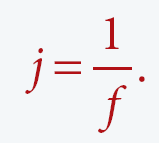 j = 1/f.